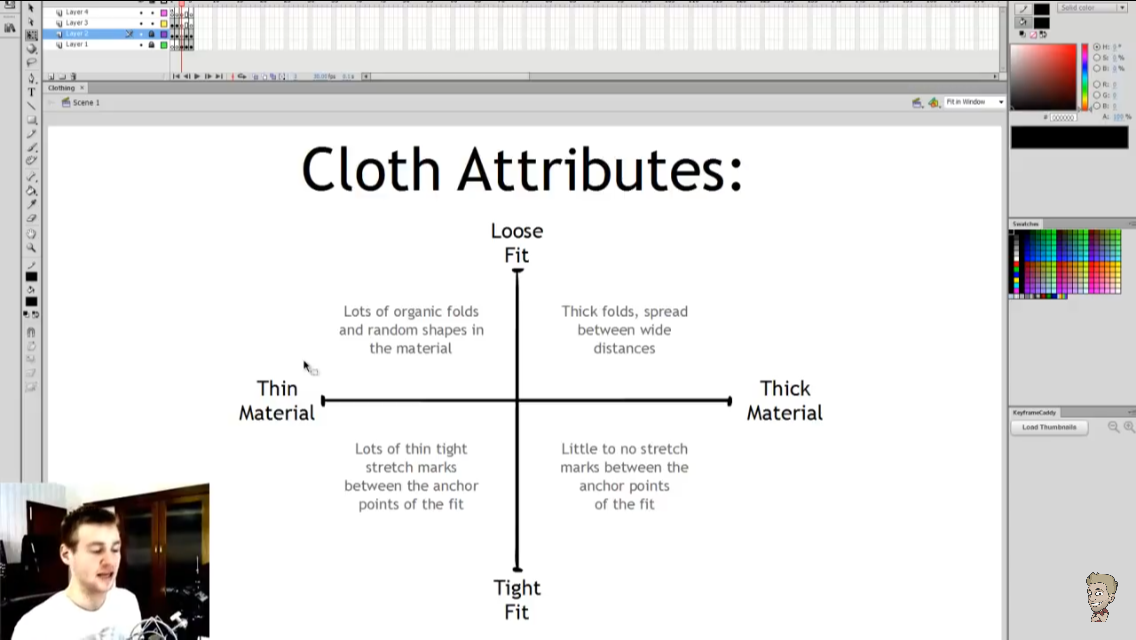 Layer 4
Layer 3
Layer 2
Layer 1
Solid color
Clothing
Scene 1
Fit in Window
H:
S:
B:
R:
G:
B:
A:
# 000000
Swatches
KeyframeCaddy
Load Thumbnails
Cloth Attributes:
Loose
Fit
Lots of organic folds
and random shapes in
the material
Thick folds, spread
between wide
distances
Thin
Material
Thick
Material
Lots of thin tight
stretch marks
between the anchor
points of the fit
Little to no stretch
marks between the
anchor points
of the fit
Tight
Fit